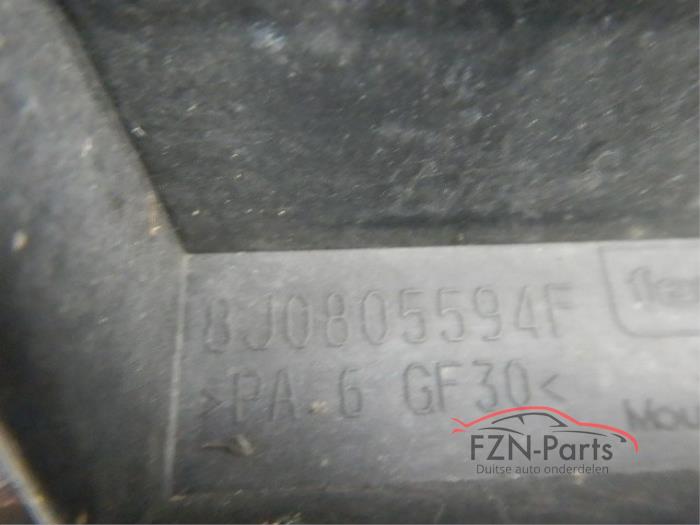 8J0805594F
>PA 6 GF30<
FZN-Parts
Duitse auto onderdelen